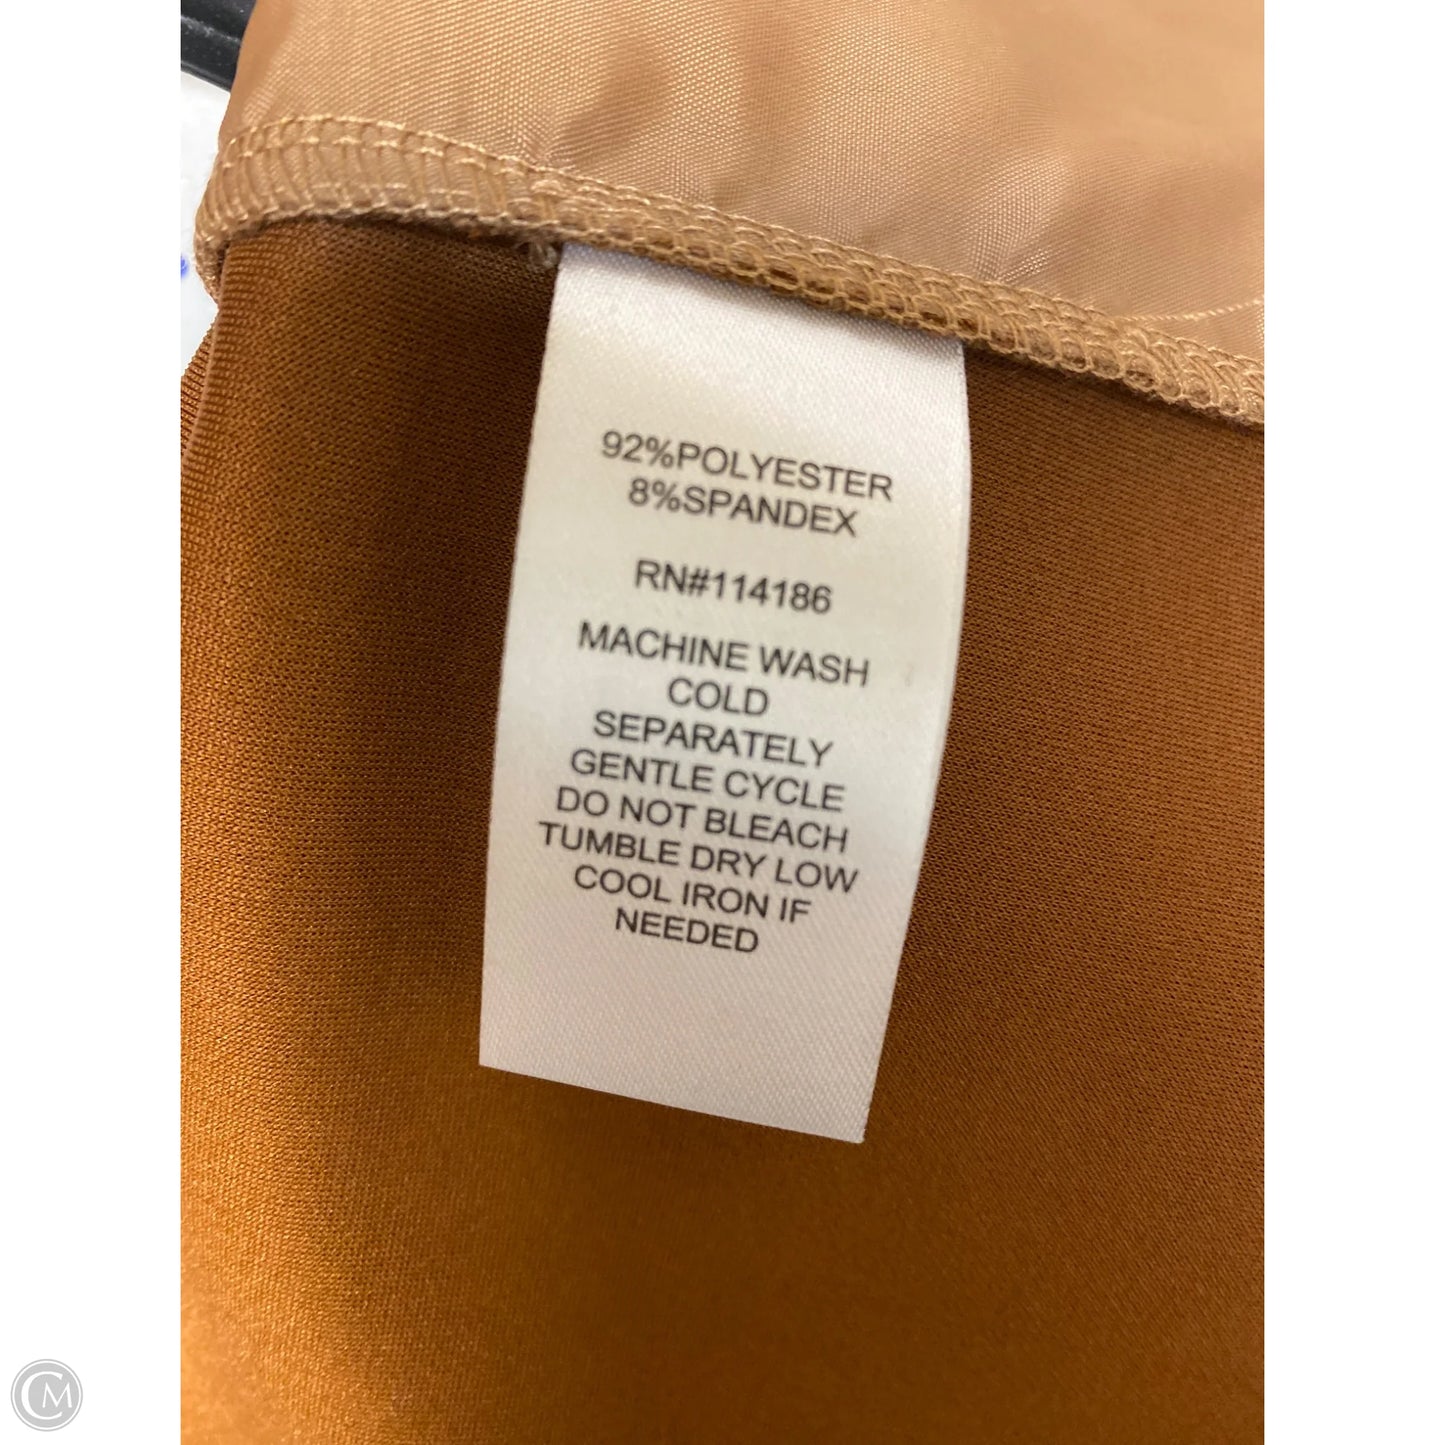 92%POLYESTER
8%SPANDEX
RN#114186
MACHINE WASH
COLD
SEPARATELY
GENTLE CYCLE
DO NOT BLEACH
TUMBLE DRY LOW
COOL IRON IF
NEEDED
CM